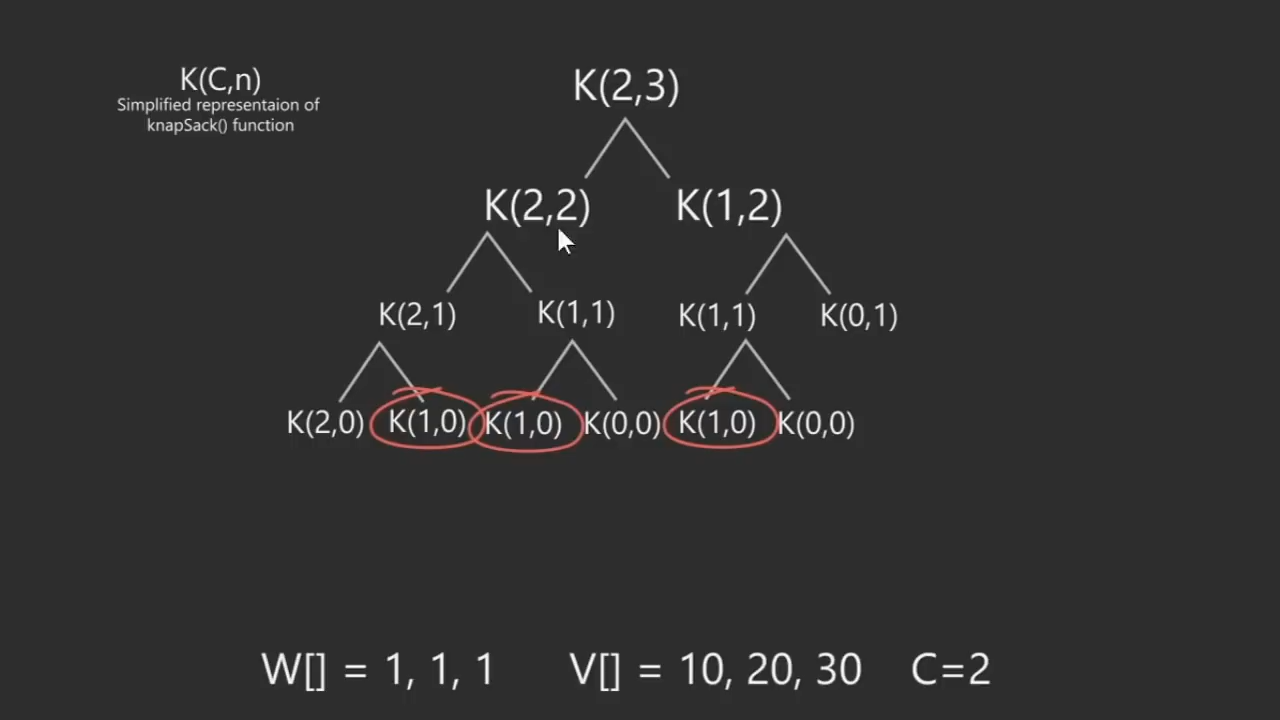 K(C,n)
Simplified representaion of
knapSack() function
K(2,3)
K(2,2) K(1,2)
K(2,1) K(1,1) K(1,1) K(0,1)
K(2,0) K(1,0) K(1,0) K(0,0) K(1,0) K(0,0)
W[] = 1, 1, 1 V[] = 10, 20, 30 C=2